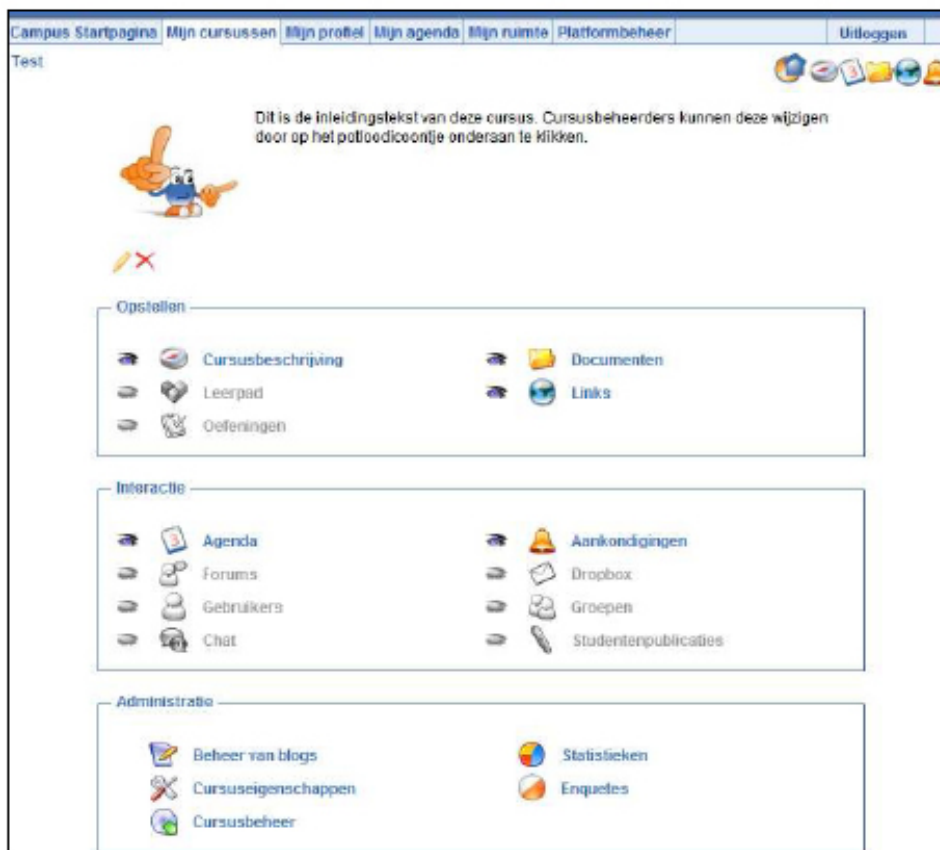 Campus Startpagina Mijn cursussen Mijn profiel Mijn agenda Mijn ruimte Platformbeheer Uitloggen
Test
Dit is de inleidingstekst van deze cursus. Cursusbeheerders kunnen deze wijzigen
door op het potloodicoontje onderaan te klikken.
Opstellen
Cursusbeschrijving Documenten
Leerpad Links
Oefeningen
Interactie
Agenda Aankondigingen
Forums Dropbox
Gebruikers Groepen
Chat Studentenpublicaties
Administratie
Beheer van blogs Statistieken
Cursuseigenschappen Enquetes
Cursusbeheer